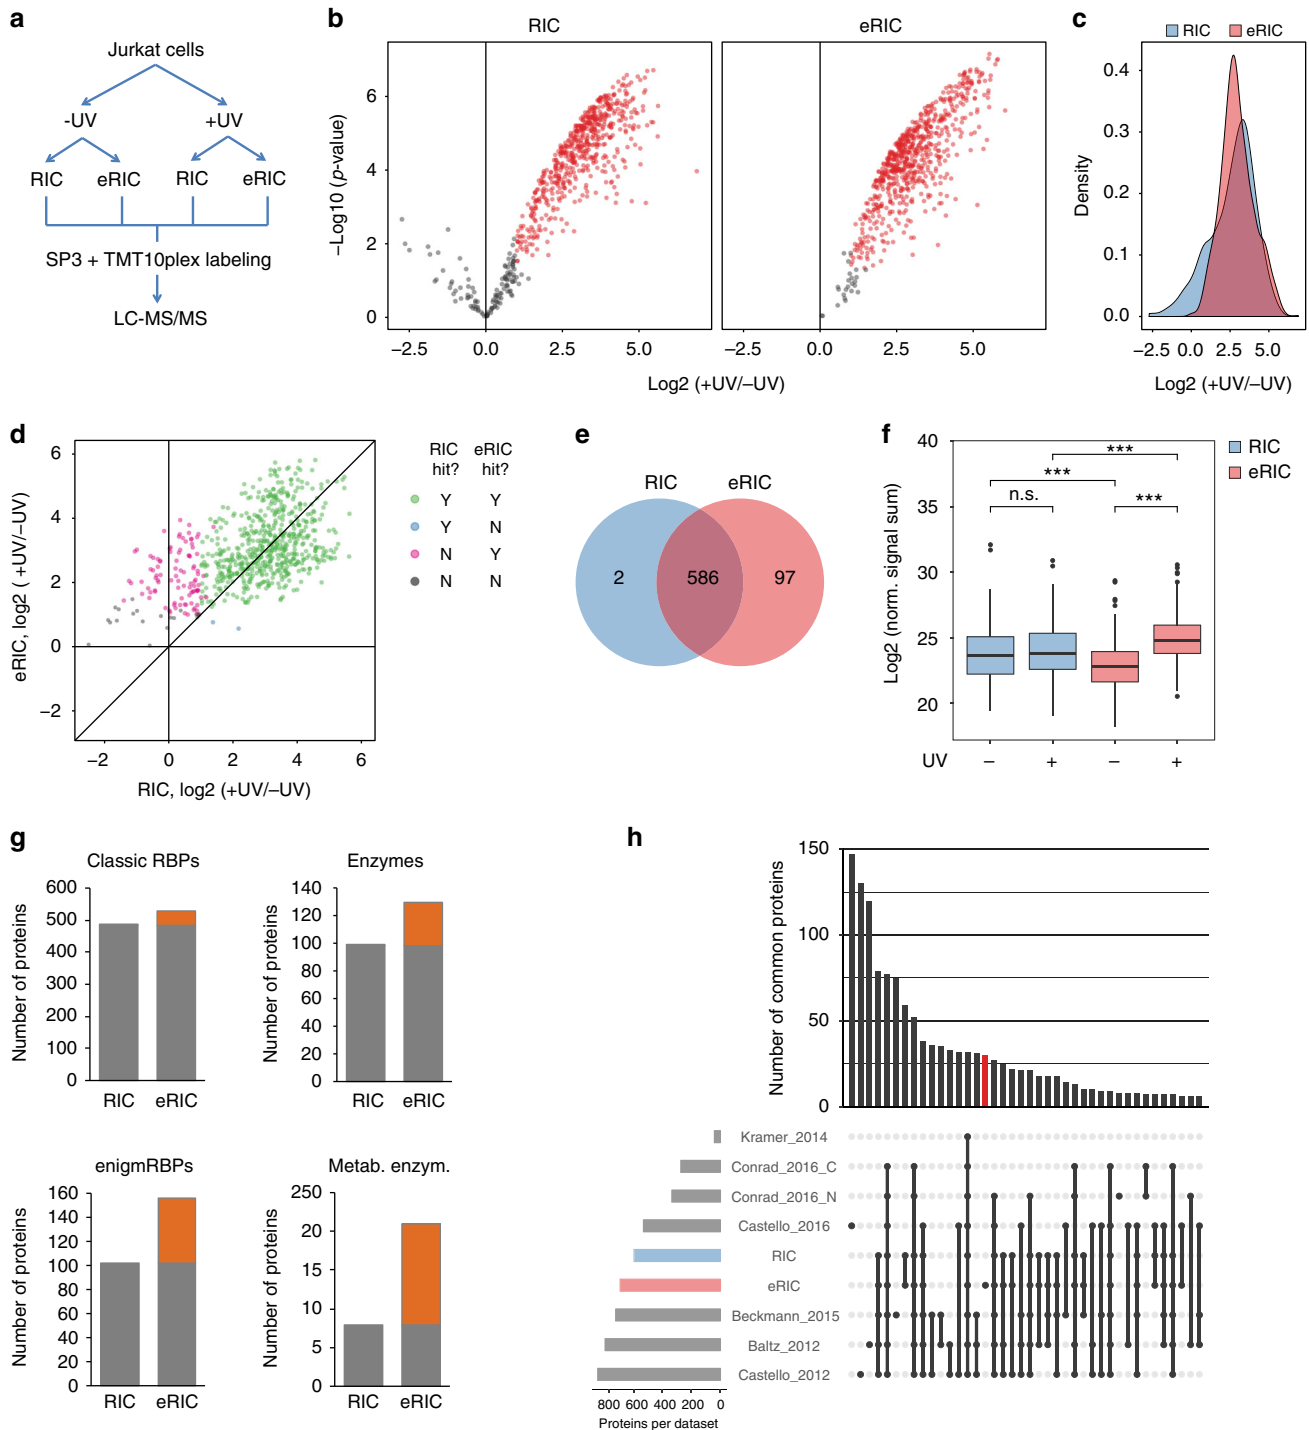 a
Jurkat cells
-UV +UV
RIC eRIC RIC eRIC
SP3 + TMT10plex labeling
LC-MS/MS
b
RIC eRIC
−Log10 (p-value)
6
4
2
0
−2.5 0.0 2.5 5.0 −2.5 0.0 2.5 5.0
Log2 (+UV/−UV)
c
RIC eRIC
Density
0.4
0.3
0.2
0.1
0.0
−2.5 0.0 2.5 5.0
Log2 (+UV/−UV)
d
eRIC, log2 (+UV/−UV)
6
4
2
0
−2
−2 0 2 4 6
RIC, log2 (+UV/−UV)
RIC eRIC
hit? hit?
Y Y
Y N
N Y
N N
e
RIC eRIC
2 586 97
f
Log2 (norm. signal sum)
40
35
30
25
20
***
***
n.s. ***
RIC
eRIC
UV − + − +
g
Classic RBPs
Number of proteins
600
500
400
300
200
100
0
RIC eRIC
Enzymes
Number of proteins
140
120
100
80
60
40
20
0
RIC eRIC
enigmRBPs
Number of proteins
160
140
120
100
80
60
40
20
0
RIC eRIC
Metab. enzym.
Number of proteins
250
20
15
10
5
0
RIC eRIC
h
Number of common proteins
150
100
50
0
Kramer_2014
Conrad_2016_C
Conrad_2016_N
Castello_2016
RIC
eRIC
Beckmann_2015
Baltz_2012
Castello_2012
800 600 400 200 0
Proteins per dataset